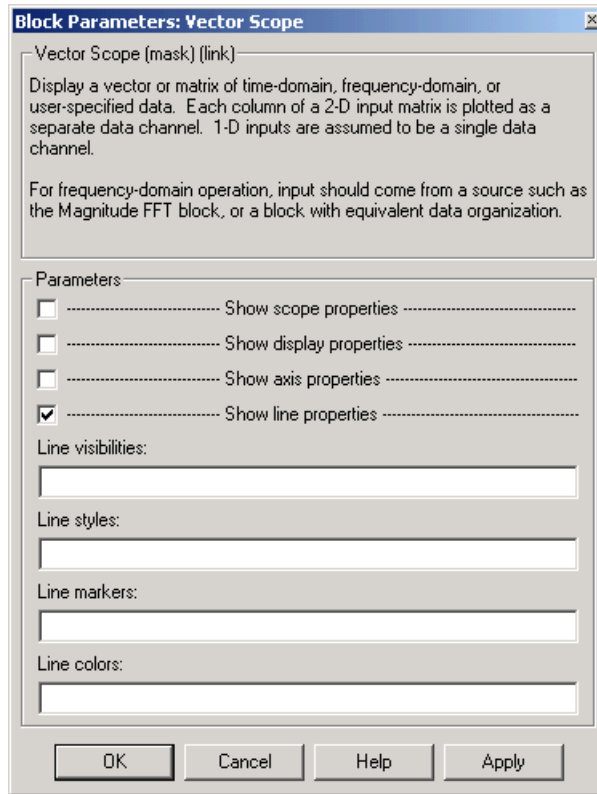 Block Parameters: Vector Scope
Vector Scope (mask) (link)
Display a vector or matrix of time-domain, frequency-domain, or
user-specified data.  Each column of a 2-D input matrix is plotted as a
separate data channel.  1-D inputs are assumed to be a single data
channel.
For frequency-domain operation, input should come from a source such as
the Magnitude FFT block, or a block with equivalent data organization.
Parameters
------------------------------ Show scope properties ---------------------------------
------------------------------ Show display properties --------------------------------
------------------------------ Show axis properties -------------------------------------
------------------------------ Show line properties --------------------------------------
Line visibilities:
Line styles:
Line markers:
Line colors:
OK Cancel Help Apply